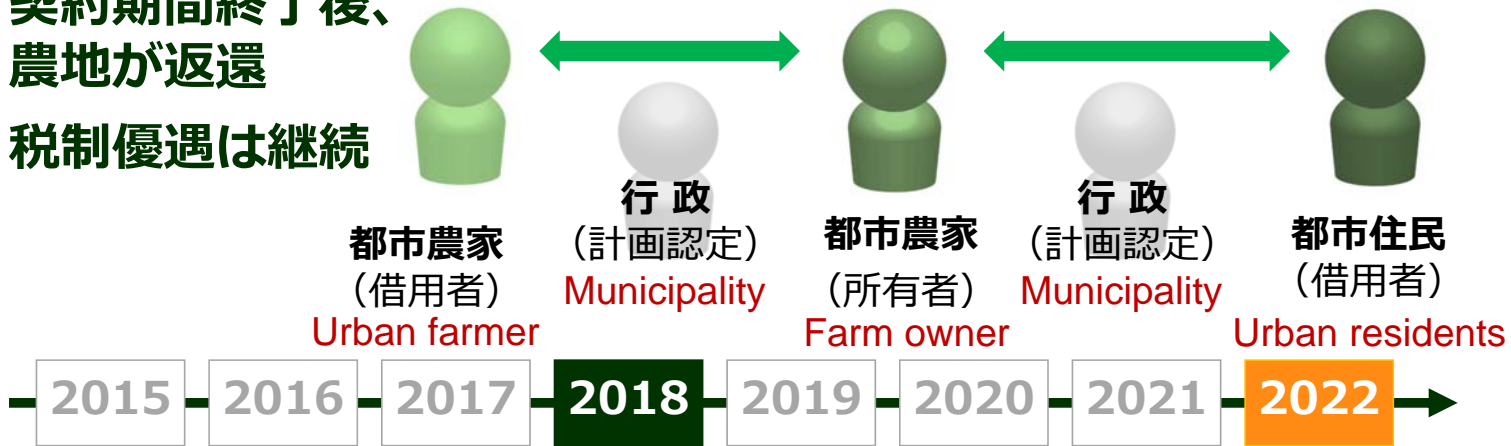 契約期間終了後、
農地が返還
税制優遇は継続
都市農家
（借用者）
Urban farmer
行 政
（計画認定）
Municipality
都市農家
（所有者）
Farm owner
行 政
（計画認定）
Municipality
都市住民
（借用者）
Urban residents
2015 2016 2017 2018 2019 2020 2021 2022